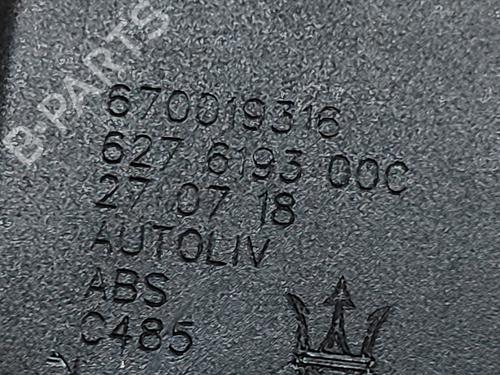 B-PARTS
670019316
627 6193 00C
27 07 18
AUTOLIV
ABS
C485